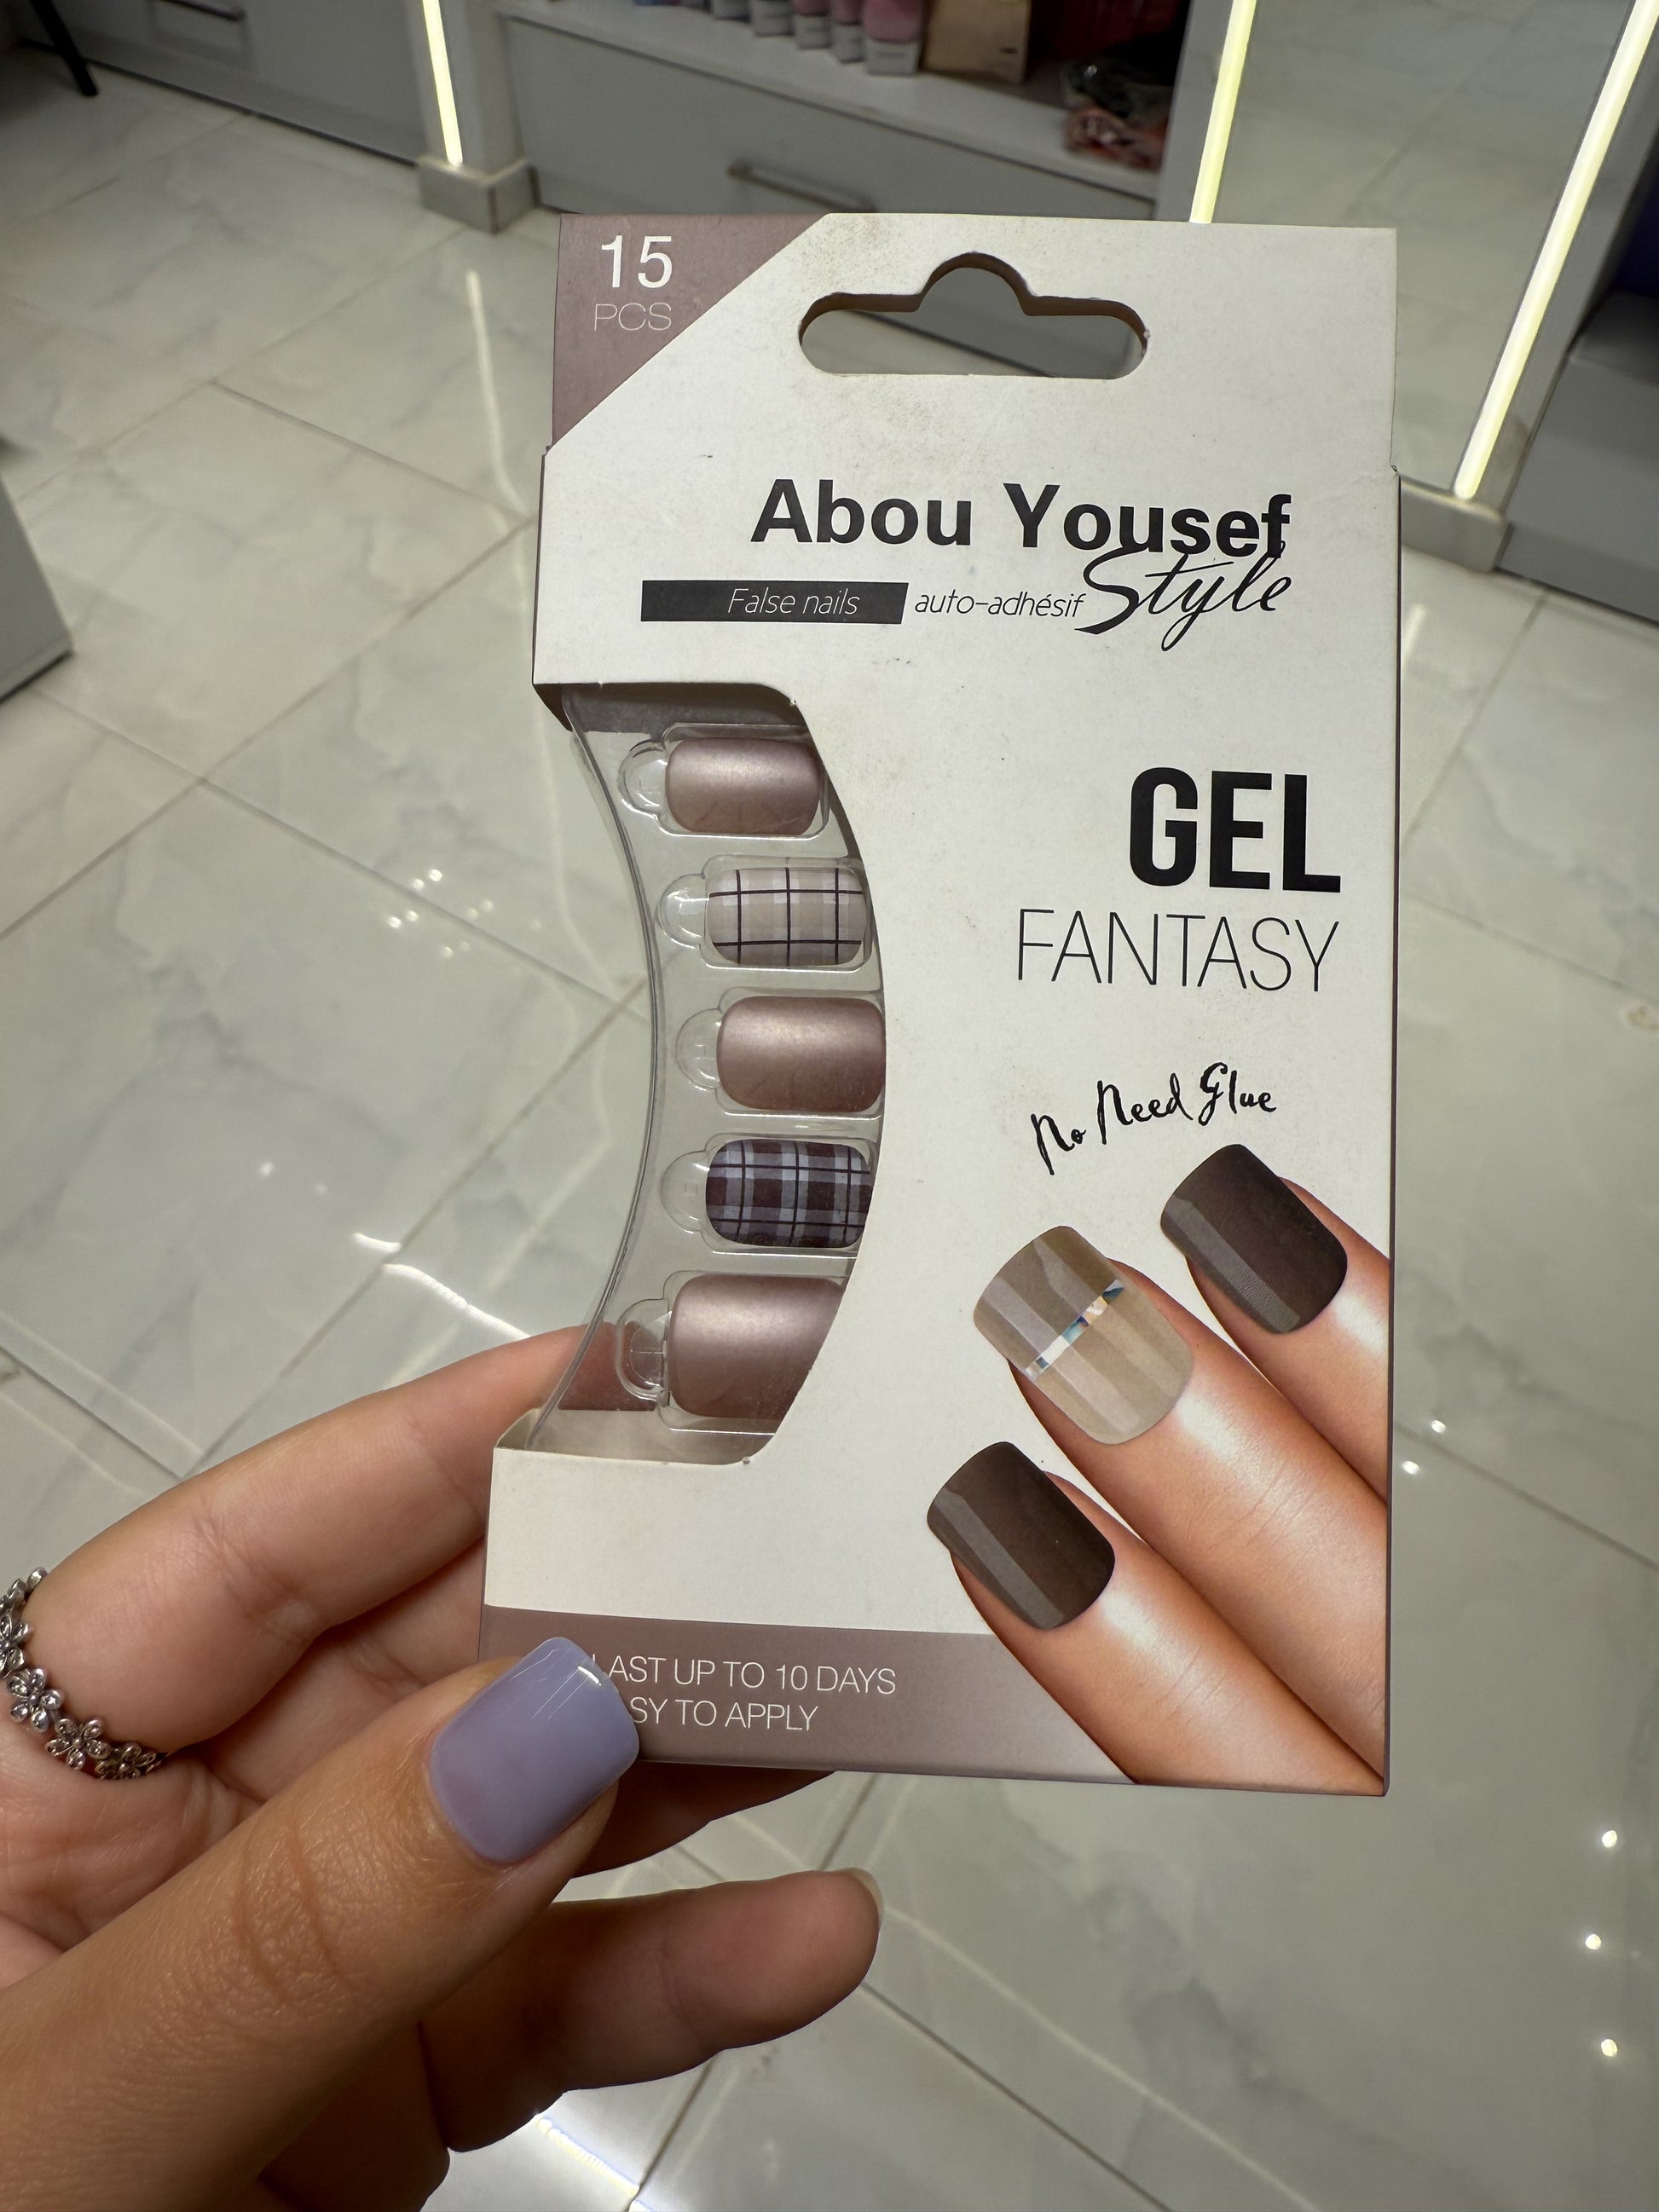 15
PCS
Abou Yousef
Style
False nails auto-adhésif
GEL
FANTASY
No Need Glue
LAST UP TO 10 DAYS
SY TO APPLY